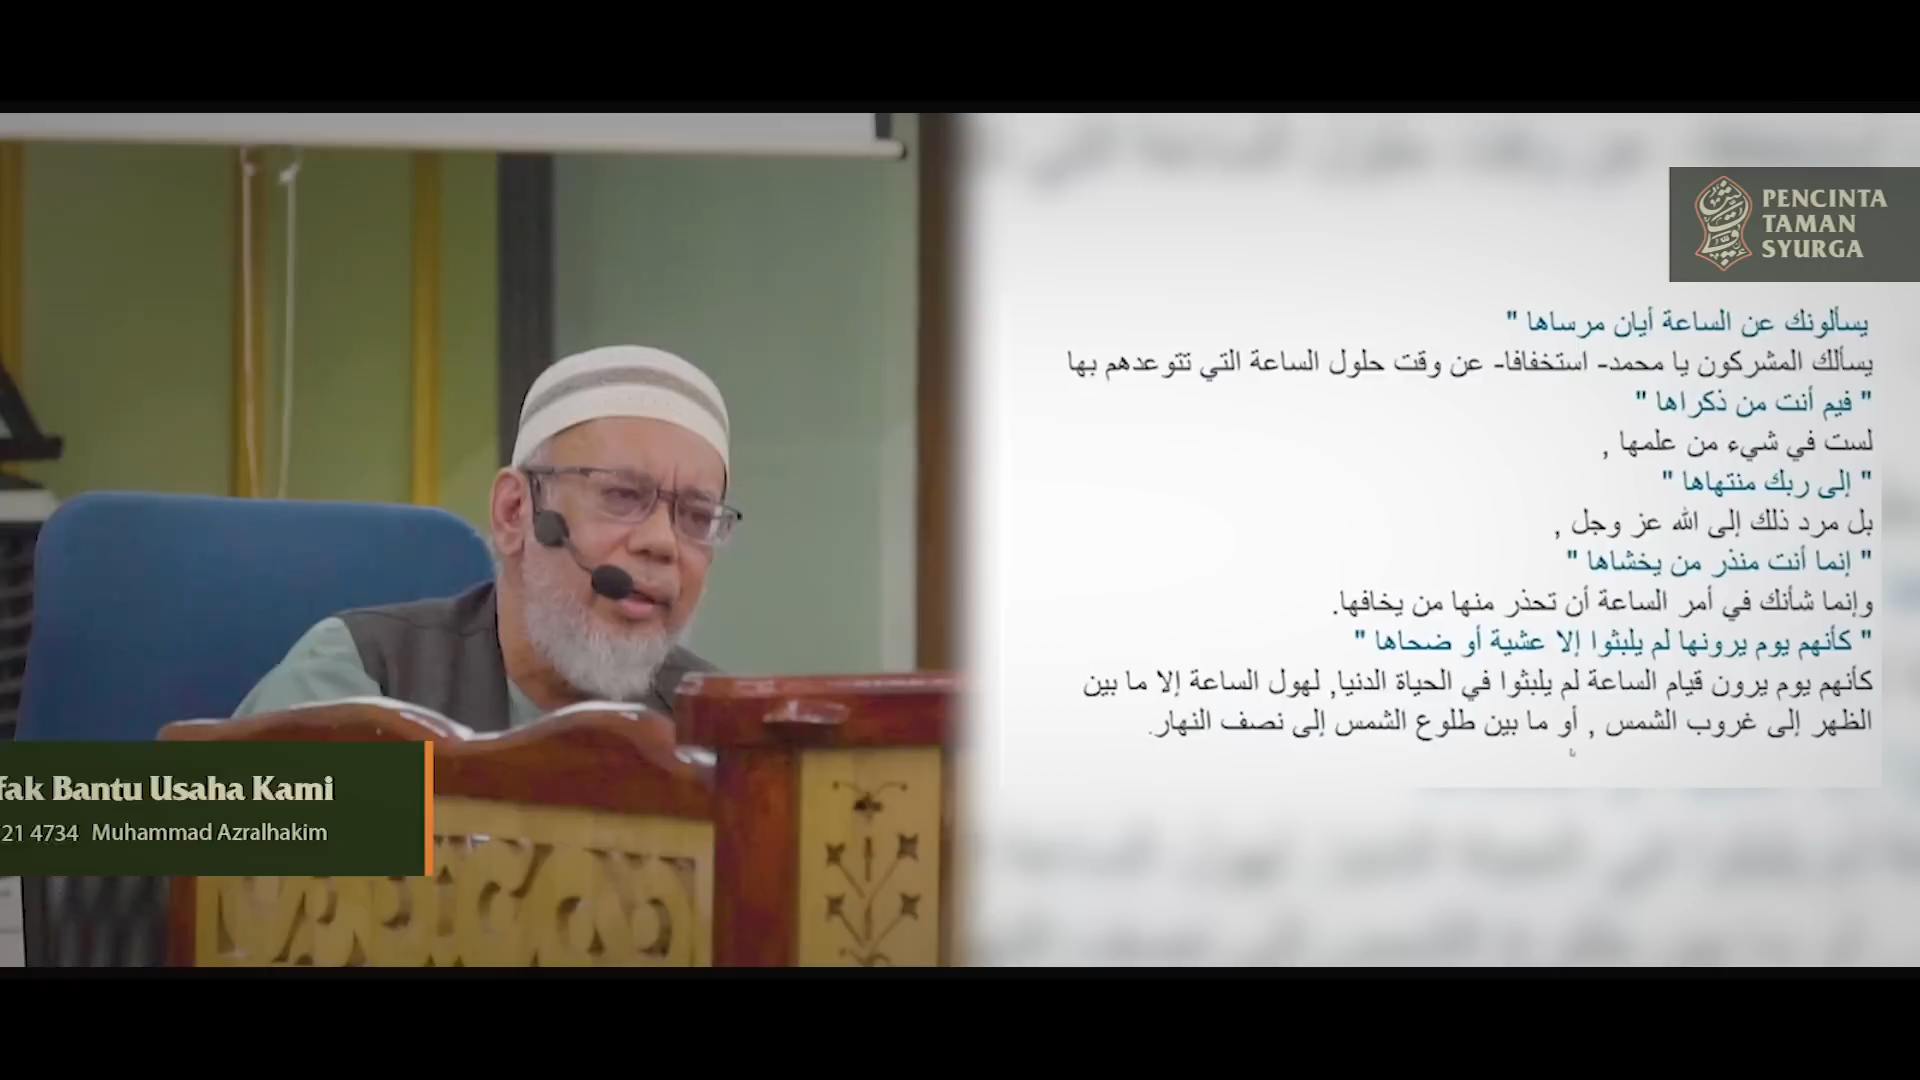 PENCINTA
TAMAN
SYURGA
يسألونك عن الساعة أيان مرساها "
يسألك المشركون يا محمد- استخفافا- عن وقت حلول الساعة التي تتوعدهم بها
" فيم أنت من ذكراها "
لست في شيء من علمها ,
" إلى ربك منتهاها "
بل مرد ذلك إلى الله عز وجل ,
" إنما أنت منذر من يخشاها "
وإنما شأنك في أمر الساعة أن تحذر منها من يخافها.
" كأنهم يوم يرونها لم يلبثوا إلا عشية أو ضحاها "
كأنهم يوم يرون قيام الساعة لم يلبثوا في الحياة الدنيا, لهول الساعة إلا ما بين
الظهر إلى غروب الشمس , أو ما بين طلوع الشمس إلى نصف النهار.
fak Bantu Usaha Kami
21 4734 Muhammad Azralhakim